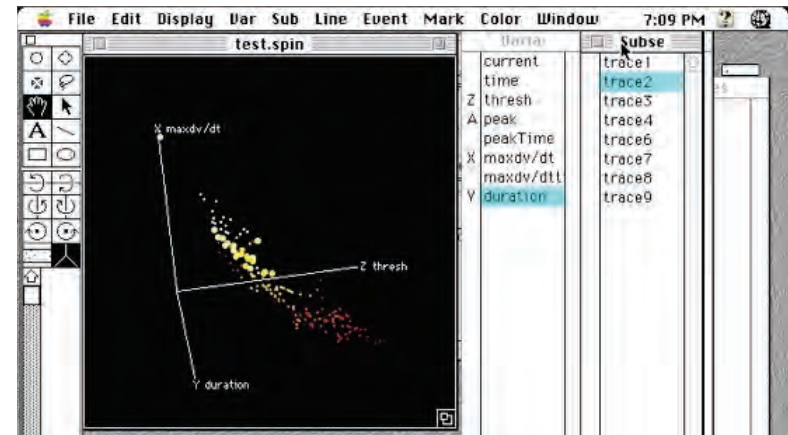 File Edit Display Var Sub Line Event Mark Color Window 7:09 PM
test.spin
Subse
A
X maxdv/dt
Z thresh
Y duration
current
time
Z thresh
A peak
peakTime
X maxdv/dt
maxdv/dtt
Y duration
trace1
trace2
trace3
trace4
trace6
trace7
trace8
trace9